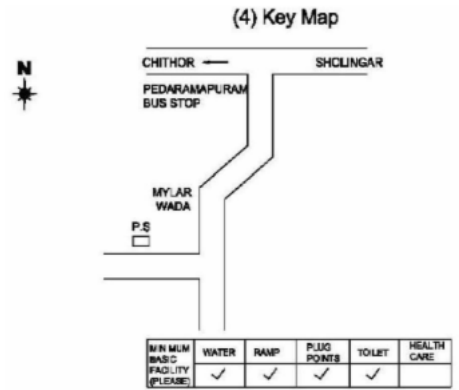 (4) Key Map
N
CHITHOR
SHOLINGAR
PEDARAMAPURAM
BUS STOP
MYLAR
WADA
P.S
MINIMUM
BASIC
FACILITY
(PLEASE)
WATER
RAMP
PLUG
POINTS
TOILET
HEALTH
CARE
✓ ✓ ✓ ✓